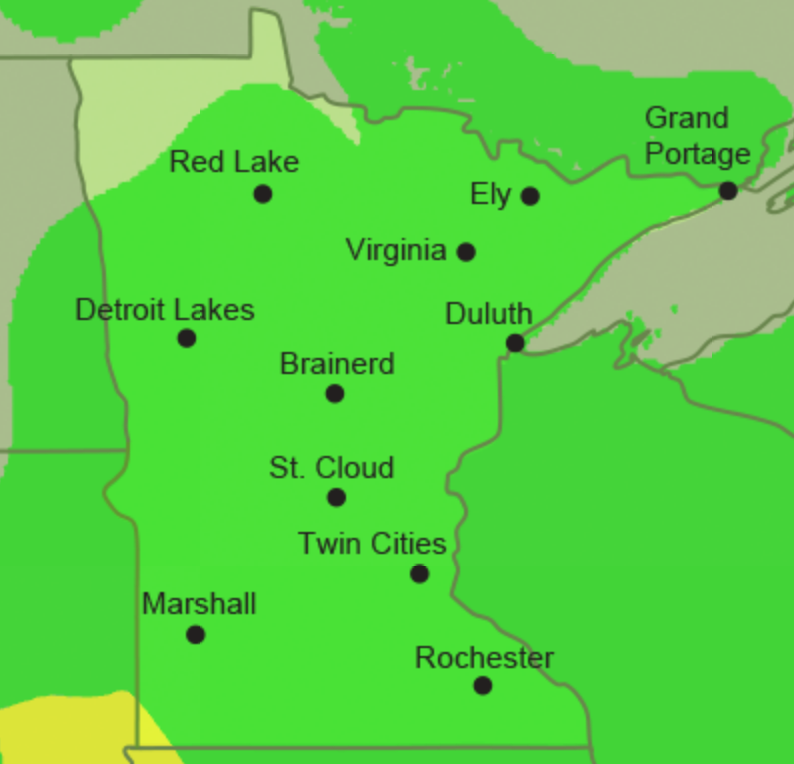 Grand
Portage
Red Lake
Ely
Virginia
Detroit Lakes
Duluth
Brainerd
St. Cloud
Twin Cities
Marshall
Rochester